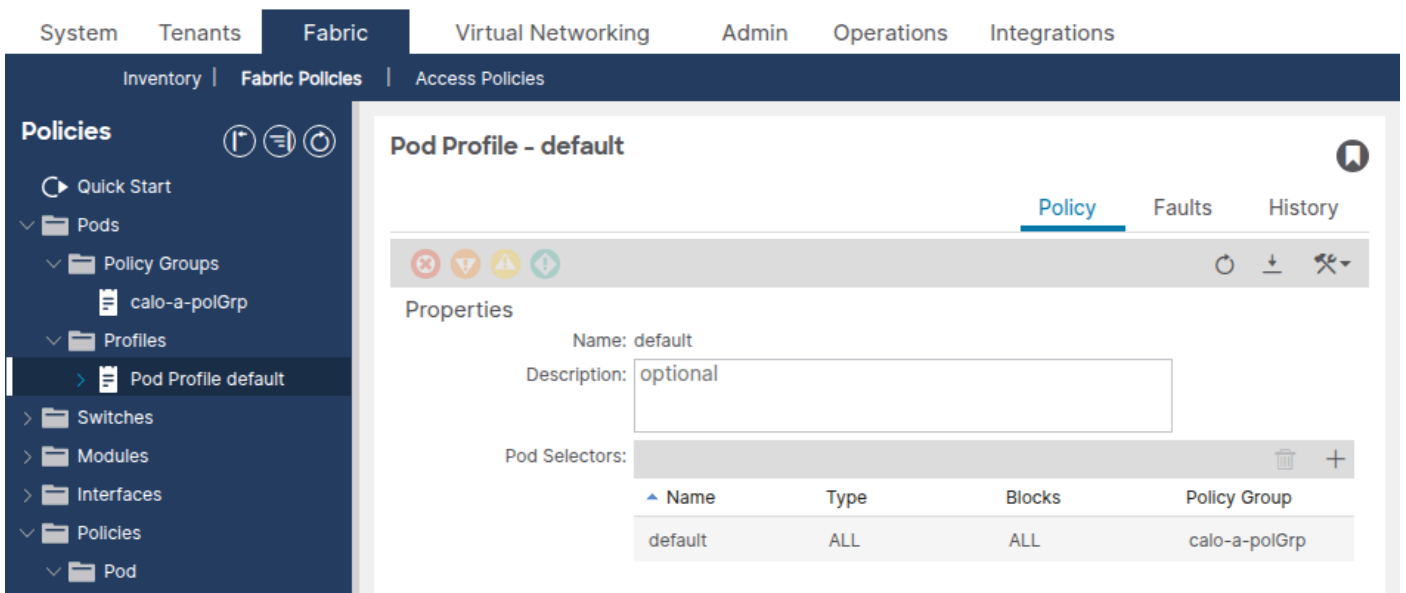 System Tenants Fabric Virtual Networking Admin Operations Integrations
Inventory | Fabric Policies | Access Policies
Policies
Quick Start
Pods
Policy Groups
calo-a-polGrp
Profiles
Pod Profile default
Switches
Modules
Interfaces
Policies
Pod
Pod Profile - default
Policy Faults History
Properties
Name: default
Description: optional
Pod Selectors:
Name Type Blocks Policy Group
default ALL ALL calo-a-polGrp